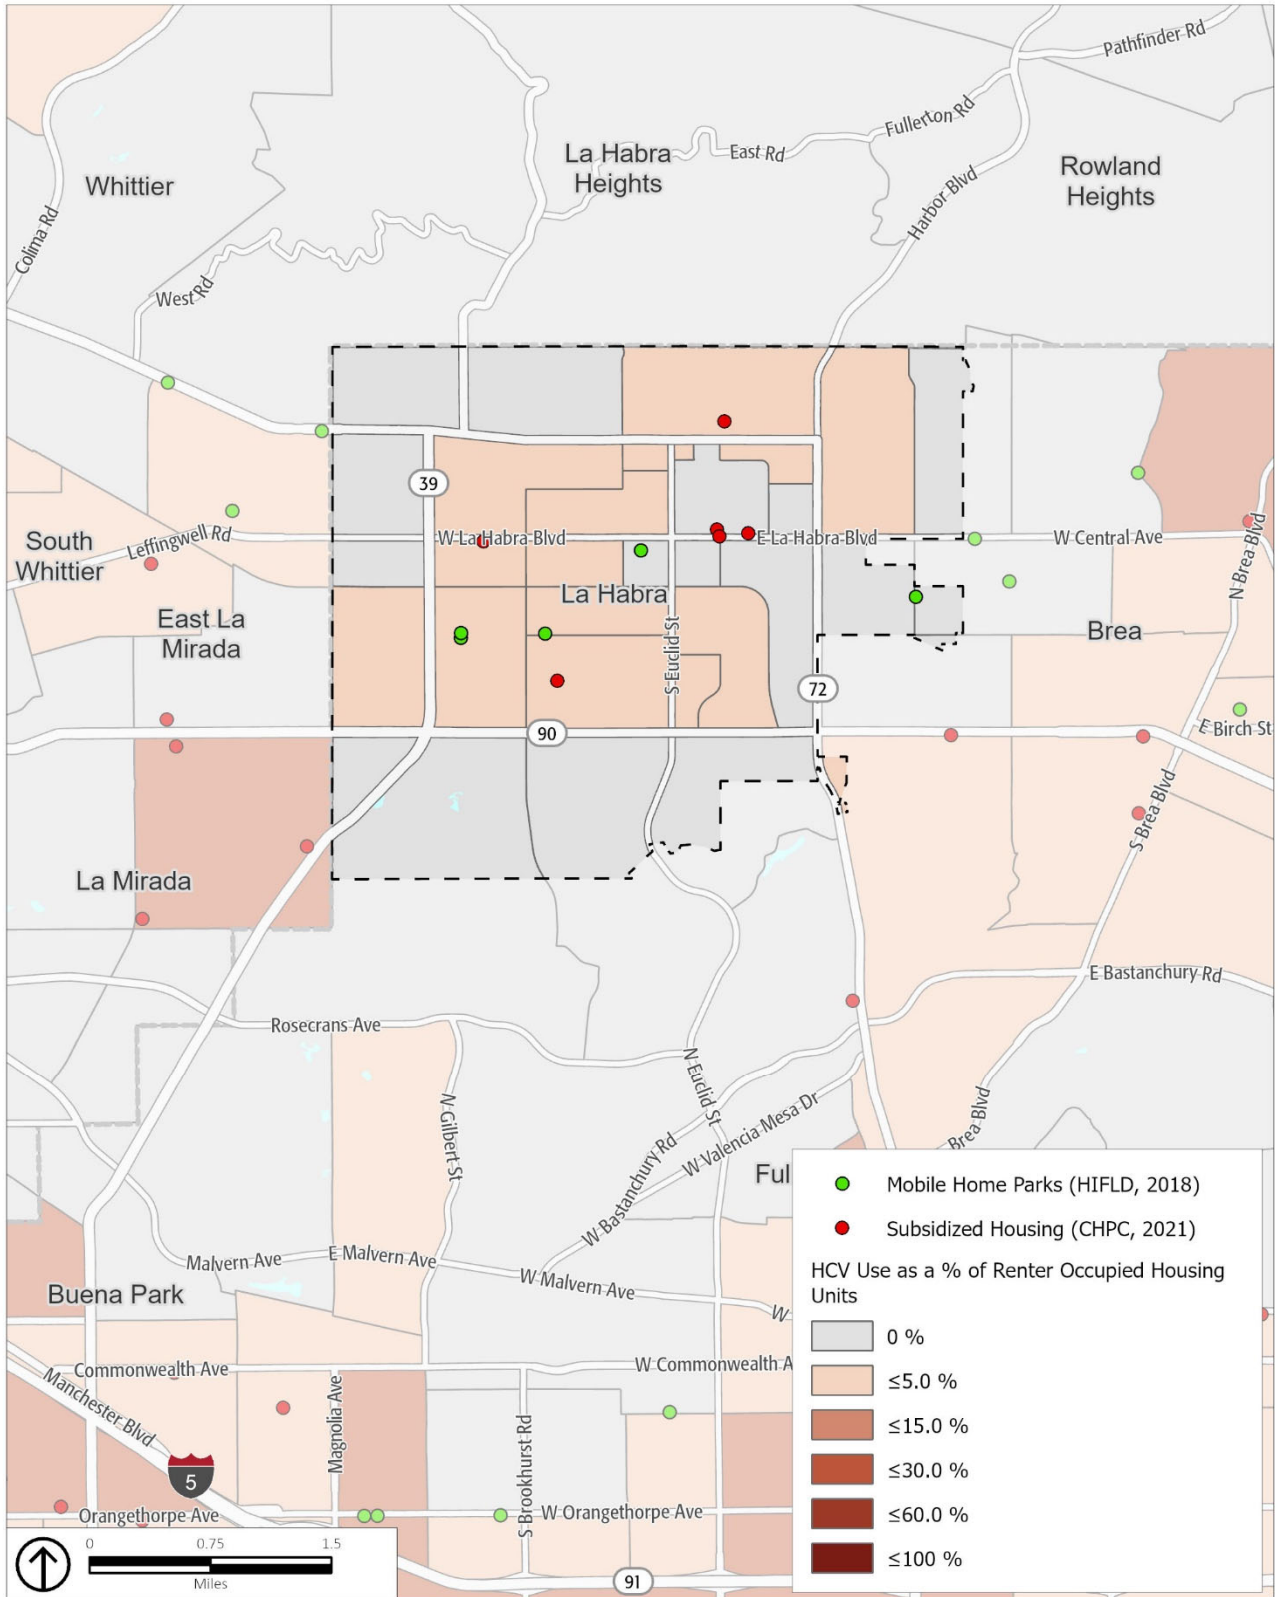 Pathfinder Rd
Fullerton Rd
East Rd
La Habra
Heights
Rowland
Heights
Whittier
Harbor Blvd
Colima Rd
West Rd
39
W La Habra Blvd
E La Habra Blvd
W Central Ave
South
Whittier
Leffingwell Rd
La Habra
N Brea Blvd
East La
Mirada
S Euclid St
Brea
72
90
E Birch St
S Brea Blvd
La Mirada
E Bastanchury Rd
Rosecrans Ave
N Euclid St
N Gilbert St
W Valencia Mesa Dr
Brea Blvd
W Bastanchury Rd
Ful
Malvern Ave
E Malvern Ave
W Malvern Ave
W
Buena Park
Commonwealth Ave
W Commonwealth A
Manchester Blvd
Magnolia Ave
S Brookhurst Rd
5
Orangethorpe Ave
W Orangethorpe Ave
91
Mobile Home Parks (HIFLD, 2018)
Subsidized Housing (CHPC, 2021)
HCV Use as a % of Renter Occupied Housing
Units
0 %
≤5.0 %
≤15.0 %
≤30.0 %
≤60.0 %
≤100 %
0 0.75 1.5
Miles